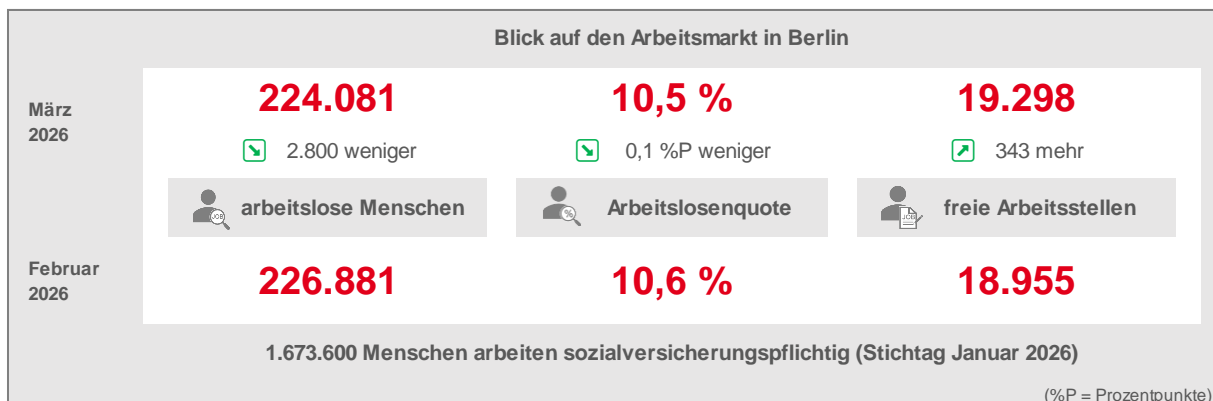 Blick auf den Arbeitsmarkt in Berlin
März
2026
224.081
10,5 %
19.298
2.800 weniger
0,1 %P weniger
343 mehr
JOB
arbeitslose Menschen
%
Arbeitslosenquote
JOB
freie Arbeitsstellen
Februar
2026
226.881
10,6 %
18.955
1.673.600 Menschen arbeiten sozialversicherungspflichtig (Stichtag Januar 2026)
(%P = Prozentpunkte)